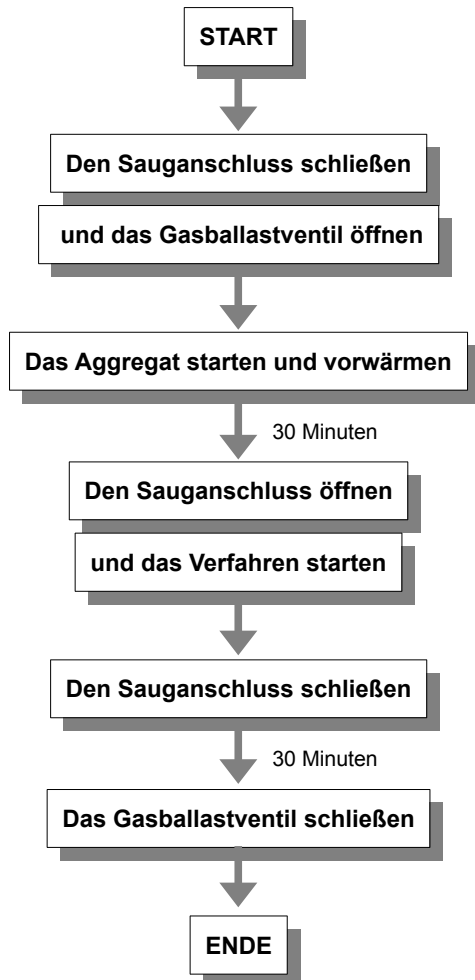 START
Den Sauganschluss schließen
und das Gasballastventil öffnen
Das Aggregat starten und vorwärmen
30 Minuten
Den Sauganschluss öffnen
und das Verfahren starten
Den Sauganschluss schließen
30 Minuten
Das Gasballastventil schließen
ENDE